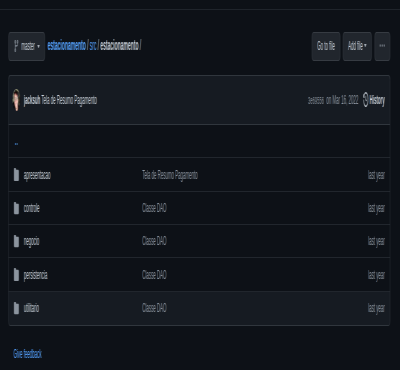 master estacionamento / src / estacionamento / Go to file Add file ...
jacksuh Tela de Resumo Pagamento on Mar 16, 2022 History
..
apresentacao Tela de Resumo Pagamento last year
controle Classe DAO last year
negocio Classe DAO last year
persistencia Classe DAO last year
utilitario Classe DAO last year
Give feedback